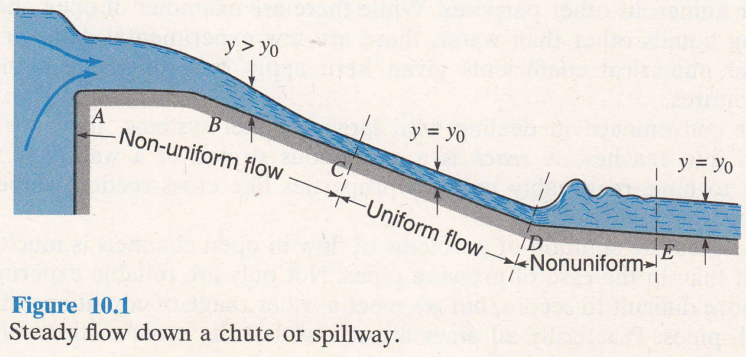 y > y0
A
B
Non-uniform flow
C
y = y0
Uniform flow
D
y = y0
Nonuniform
E
Figure 10.1
Steady flow down a chute or spillway.